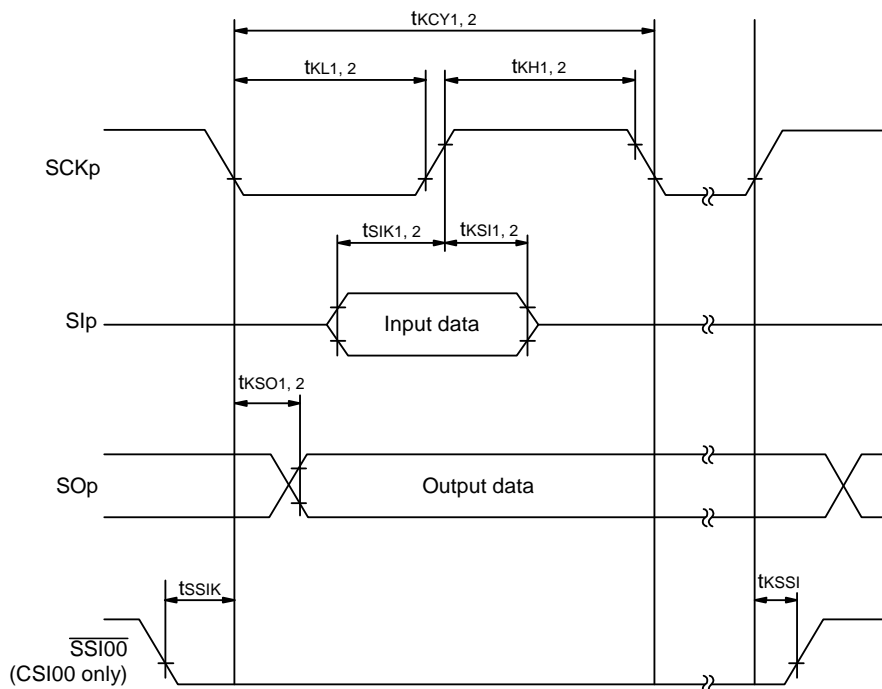 tKCY1, 2
tKL1, 2
tKH1, 2
SCKp
tSIK1, 2
tKSI1, 2
SIp
Input data
tKSO1, 2
SOp
Output data
tSSIK
tKSSI
SSI00
(CSI00 only)